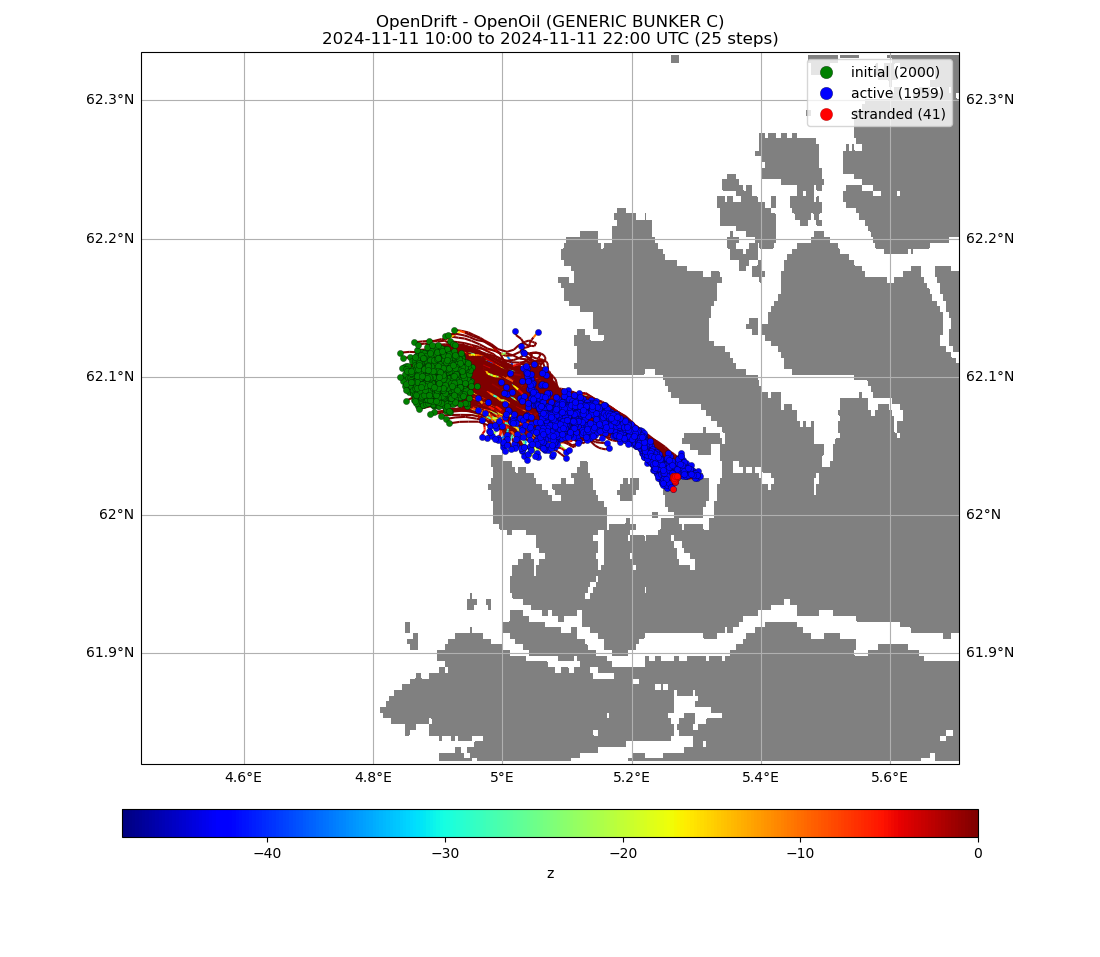 OpenDrift - OpenOil (GENERIC BUNKER C)
2024-11-11 10:00 to 2024-11-11 22:00 UTC (25 steps)
initial (2000)
active (1959)
stranded (41)
62.3°N 62.3°N
62.2°N 62.2°N
62.1°N 62.1°N
62°N 62°N
61.9°N 61.9°N
4.6°E 4.8°E 5°E 5.2°E 5.4°E 5.6°E
−40 −30 −20 −10 0
z